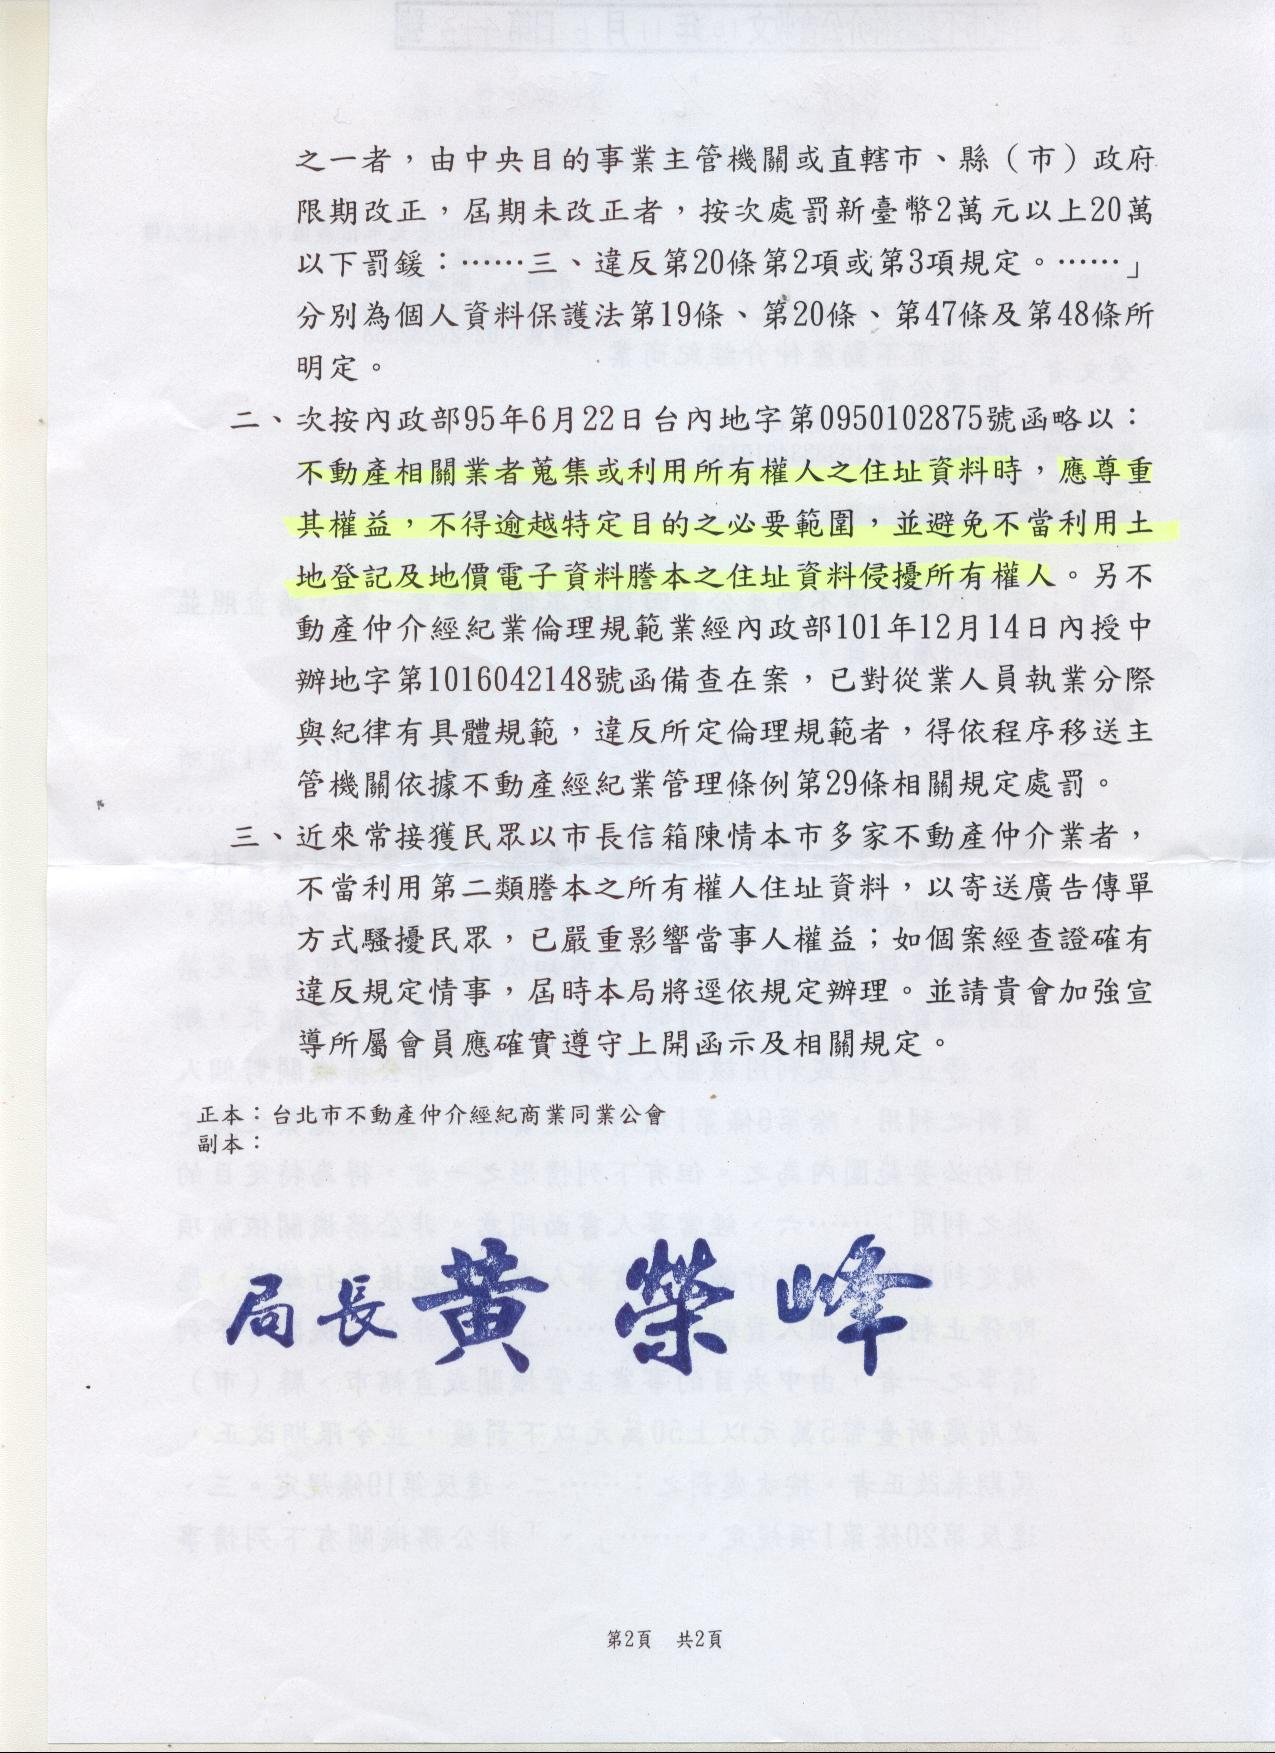 之一者，由中央目的事業主管機關或直轄市、縣（市）政府
限期改正，屆期未改正者，按次處罰新臺幣2萬元以上20萬
以下罰鍰：……三、違反第20條第2項或第3項規定。……」
分別為個人資料保護法第19條、第20條、第47條及第48條所
明定。
二、次按內政部95年6月22日台內地字第0950102875號函略以：
不動產相關業者蒐集或利用所有權人之住址資料時，應尊重
其權益，不得逾越特定目的之必要範圍，並避免不當利用土
地登記及地價電子資料謄本之住址資料侵擾所有權人。另不
動產仲介經紀業倫理規範業經內政部101年12月14日內授中
辦地字第1016042148號函備查在案，已對從業人員執業分際
與紀律有具體規範，違反所定倫理規範者，得依程序移送主
管機關依據不動產經紀業管理條例第29條相關規定處罰。
三、近來常接獲民眾以市長信箱陳情本市多家不動產仲介業者，
不當利用第二類謄本之所有權人住址資料，以寄送廣告傳單
方式騷擾民眾，已嚴重影響當事人權益；如個案經查證確有
違反規定情事，屆時本局將逕依規定辦理。並請貴會加強宣
導所屬會員應確實遵守上開函示及相關規定。
正本：台北市不動產仲介經紀商業同業公會
副本：
局長 黃榮峰
第2頁 共2頁